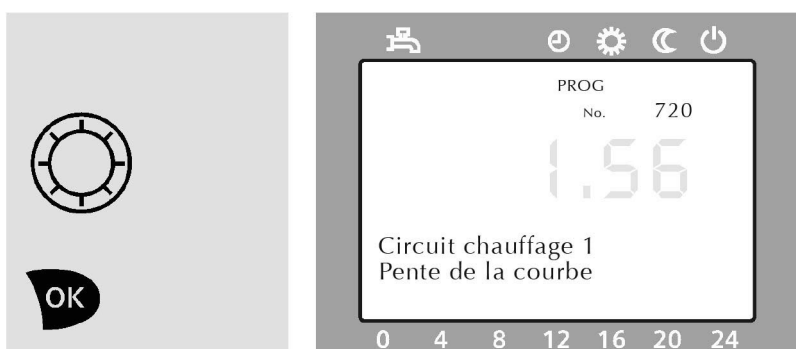 PROG
No. 720
1.56
Circuit chauffage 1
Pente de la courbe
OK
0 4 8 12 16 20 24